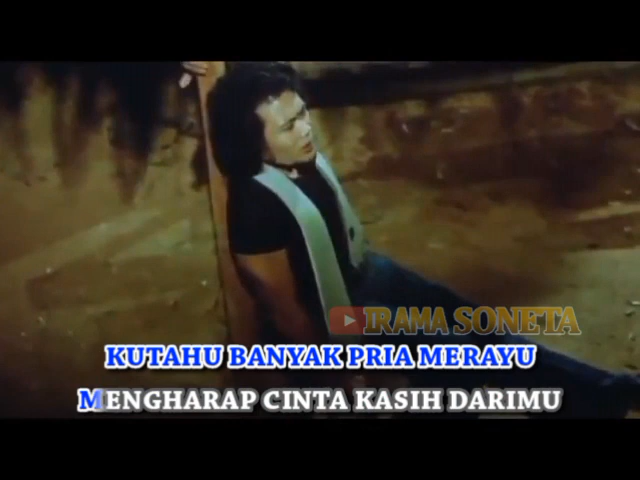 IRAMA SONETA
KUTAHU BANYAK PRIA MERAYU
MENGHARAP CINTA KASIH DARIMU